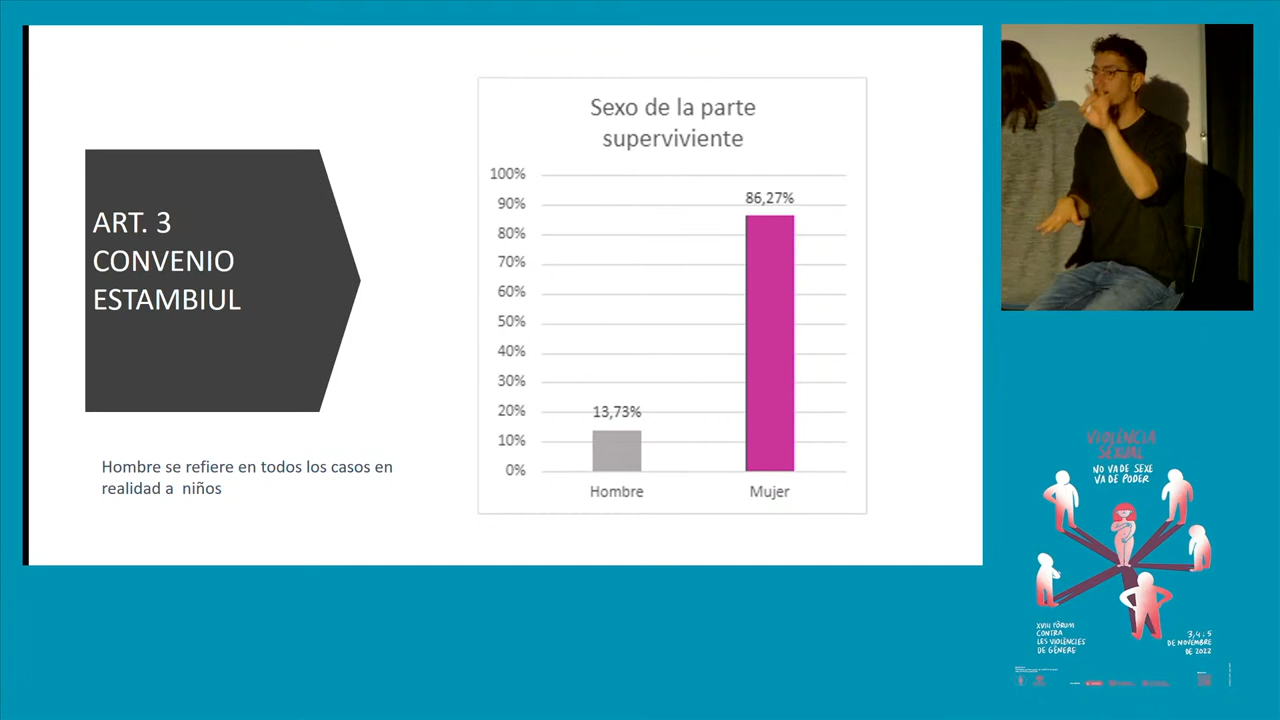 ART. 3
CONVENIO
ESTAMBIUL
Hombre se refiere en todos los casos en
realidad a niños
Sexo de la parte
superviviente
100%
90%
80%
70%
60%
50%
40%
30%
20%
10%
0%
13,73%
86,27%
Hombre
Mujer
VIOLÈNCIA
SEXUAL
NO VA DE SEXE
VA DE PODER
XVIII FÒRUM
CONTRA
LES VIOLÈNCIES
DE GÈNERE
3, 4 i 5
DE NOVEMBRE
DE 2022